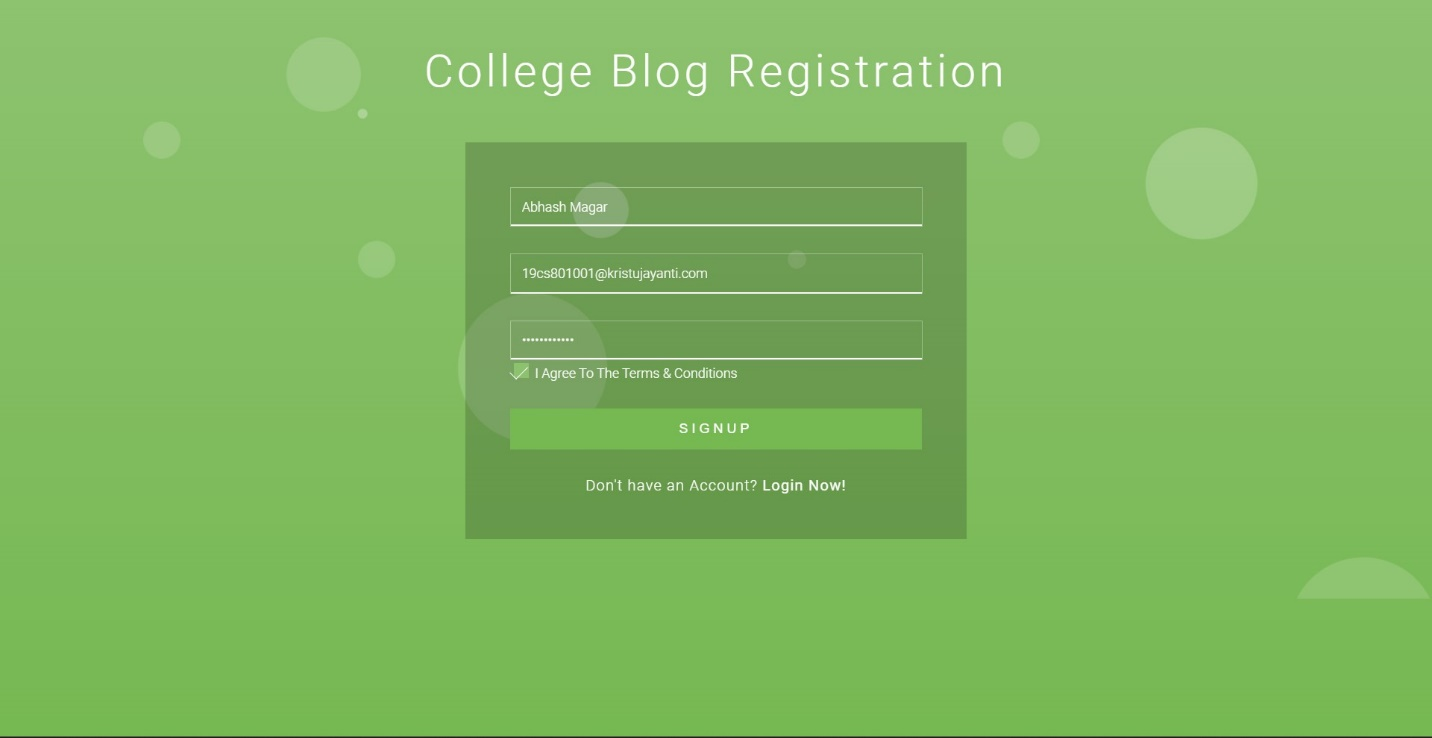 College Blog Registration
Abhash Magar
19cs801001@kristujayanti.com
••••••••••••
I Agree To The Terms & Conditions
SIGNUP
Don't have an Account? Login Now!